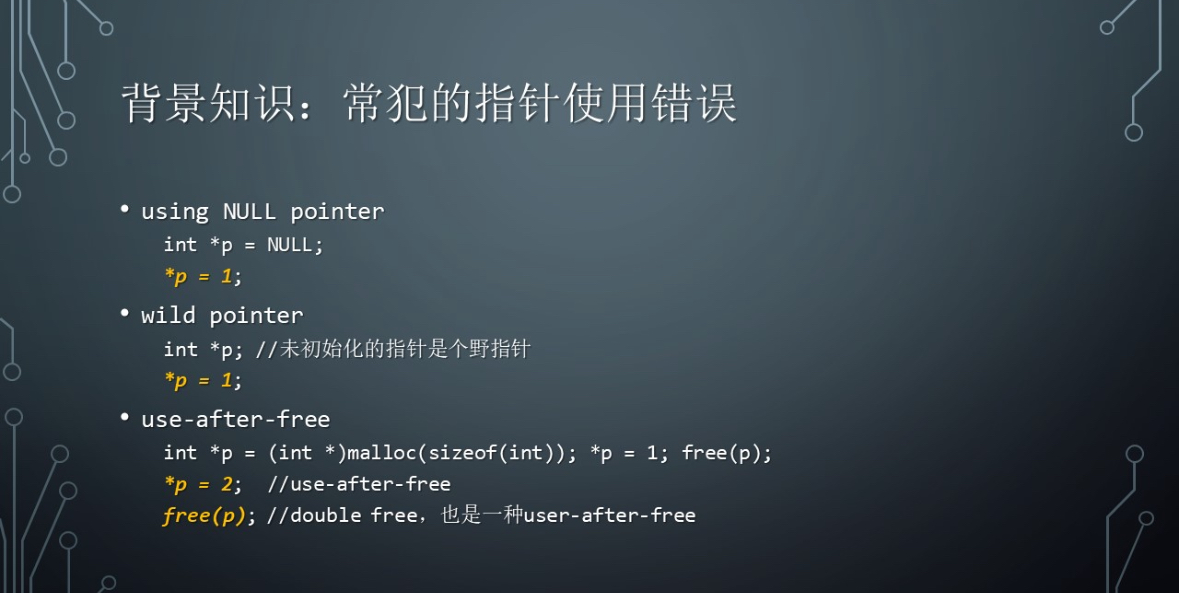 背景知识：常犯的指针使用错误
• using NULL pointer
int *p = NULL;
*p = 1;
• wild pointer
int *p; //未初始化的指针是个野指针
*p = 1;
• use-after-free
int *p = (int *)malloc(sizeof(int)); *p = 1; free(p);
*p = 2;  //use-after-free
free(p); //double free，也是一种user-after-free